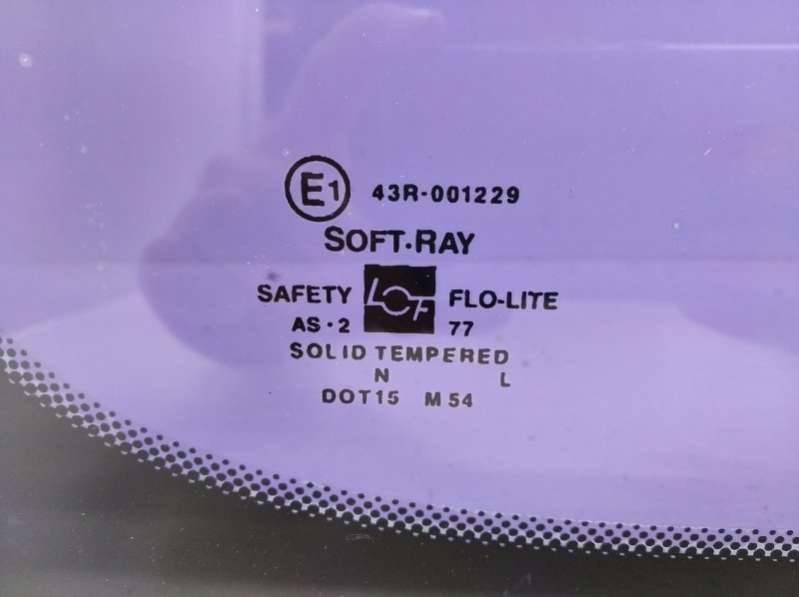 E1 43R-001229
SOFT·RAY
SAFETY LOF FLO-LITE
AS·2 77
SOLID TEMPERED
N L
DOT15 M54